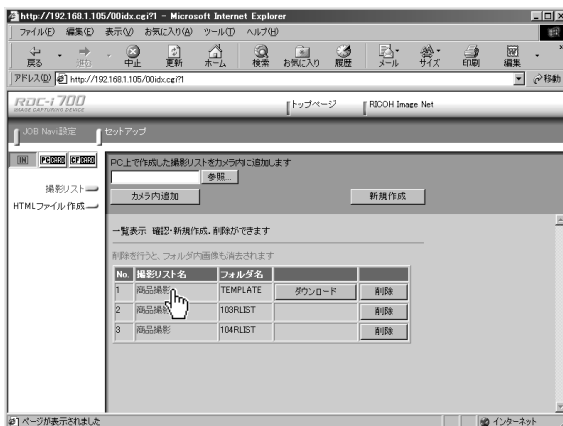 http://192.168.1.105/00idx.cgi?1 - Microsoft Internet Explorer
ファイル(F) 編集(E) 表示(V) お気に入り(A) ツール(T) ヘルプ(H)
戻る 進む 中止 更新 ホーム 検索 お気に入り 履歴 メール サイズ 印刷 編集
アドレス(D) http://192.168.1.105/00idx.cgi?1 移動
RDC-i700
IMAGE CAPTURING DEVICE
トップページ RICOH Image Net
JOB Navi設定 セットアップ
IN PC CARD CF CARD
撮影リスト
HTMLファイル作成
PC上で作成した撮影リストをカメラ内に追加します
参照...
カメラ内追加 新規作成
一覧表示 確認・新規作成、削除ができます
削除を行うと、フォルダ内画像も消去されます
No. 撮影リスト名 フォルダ名
1 商品撮影 TEMPLATE ダウンロード 削除
2 商品撮影 103RLIST 削除
3 商品撮影 104RLIST 削除
ページが表示されました インターネット